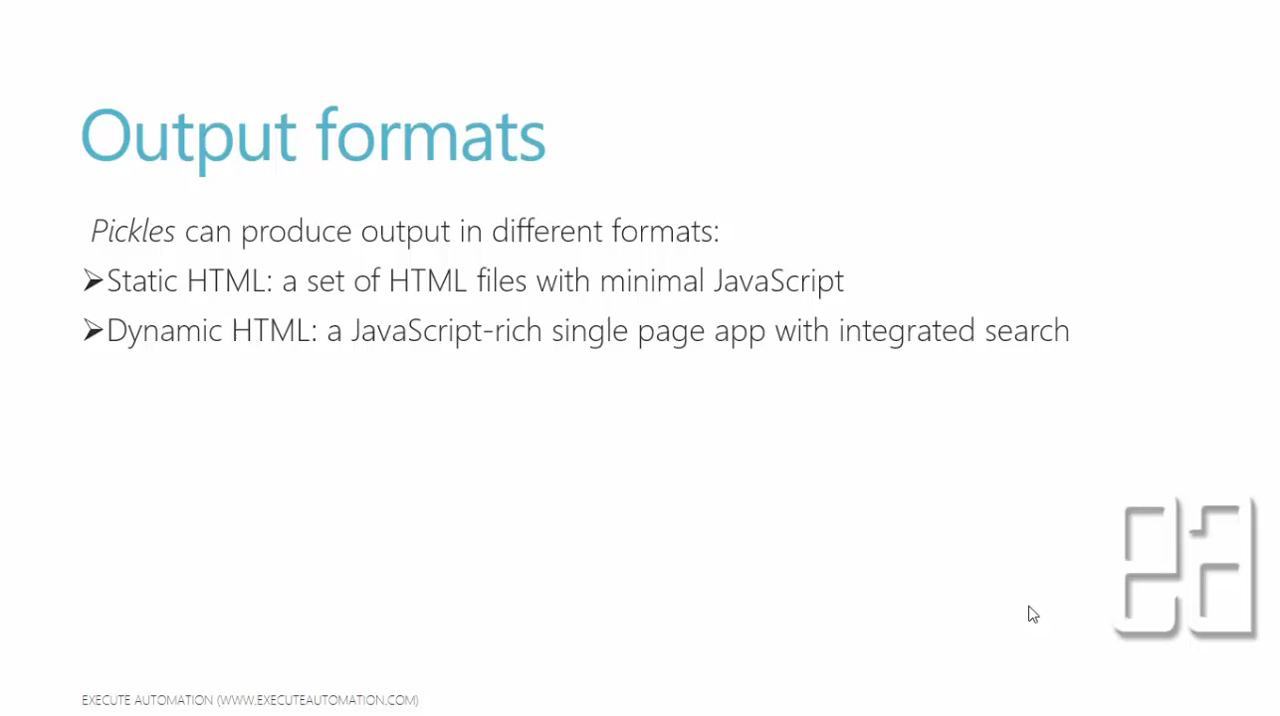 Output formats
Pickles can produce output in different formats:
➢Static HTML: a set of HTML files with minimal JavaScript
➢Dynamic HTML: a JavaScript-rich single page app with integrated search
ea
EXECUTE AUTOMATION (WWW.EXECUTEAUTOMATION.COM)